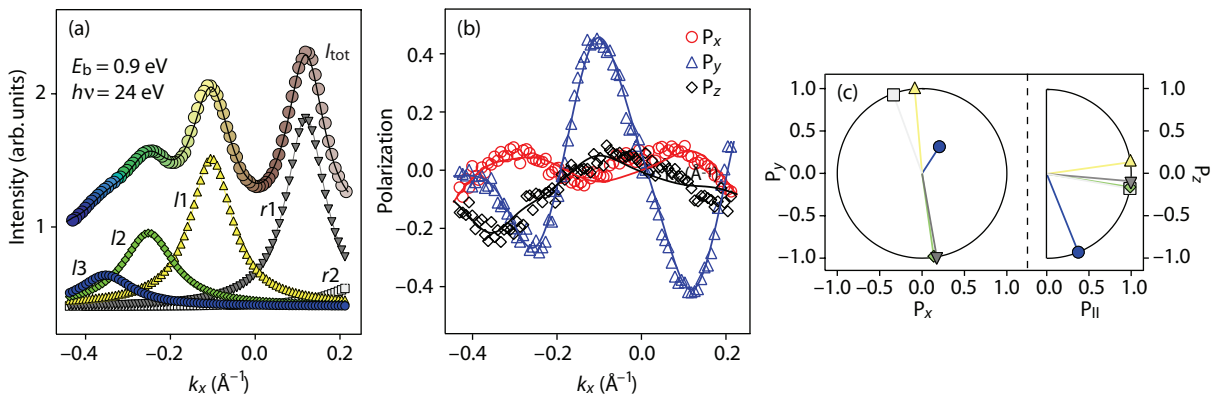 (a)
E_b = 0.9 eV
hν = 24 eV
I_tot
l1
l2
l3
r1
r2
Intensity (arb. units)
2
1
−0.4 −0.2 0.0 0.2
k_x (Å⁻¹)
(b)
P_x
P_y
P_z
Polarization
0.4
0.2
0.0
−0.2
−0.4
−0.4 −0.2 0.0 0.2
k_x (Å⁻¹)
(c)
P_y
1.0
0.5
0.0
−0.5
−1.0
−1.0 −0.5 0.0 0.5 1.0
P_x
0.0 0.5 1.0
P_II
1.0
0.5
0.0
−0.5
−1.0
P_z